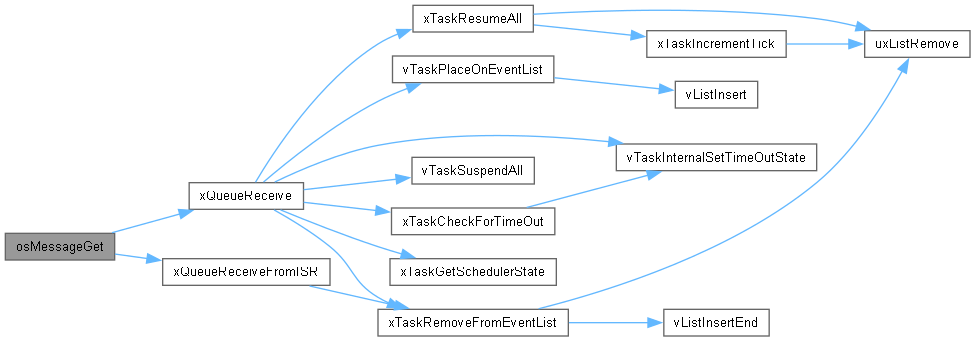 xTaskResumeAll
xTaskIncrementTick
uxListRemove
vTaskPlaceOnEventList
vListInsert
vTaskInternalSetTimeOutState
vTaskSuspendAll
xQueueReceive
xTaskCheckForTimeOut
osMessageGet
xQueueReceiveFromISR
xTaskGetSchedulerState
xTaskRemoveFromEventList
vListInsertEnd